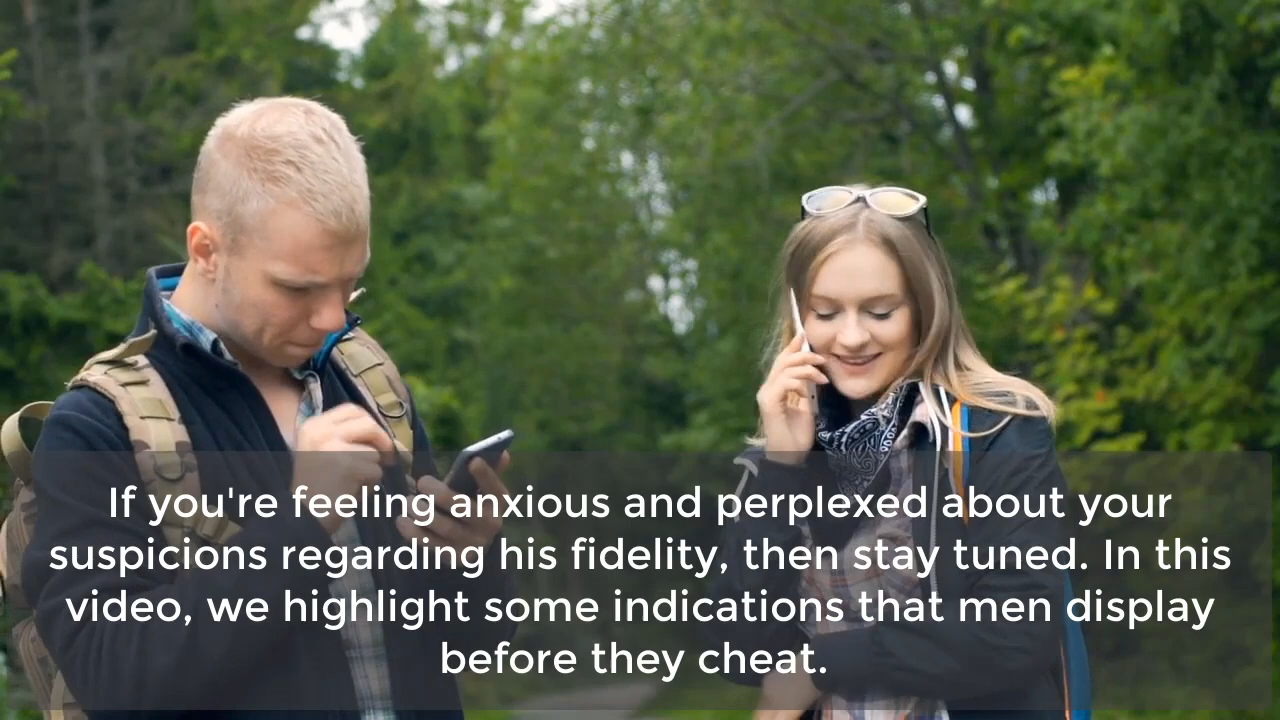 If you're feeling anxious and perplexed about your
suspicions regarding his fidelity, then stay tuned. In this
video, we highlight some indications that men display
before they cheat.